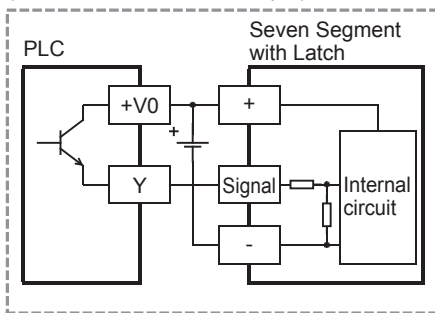 PLC
Seven Segment
with Latch
+V0
+
+
Y
Signal
Internal
circuit
-